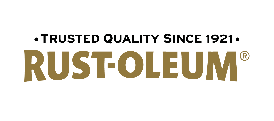 • TRUSTED QUALITY SINCE 1921 •
RUST-OLEUM®